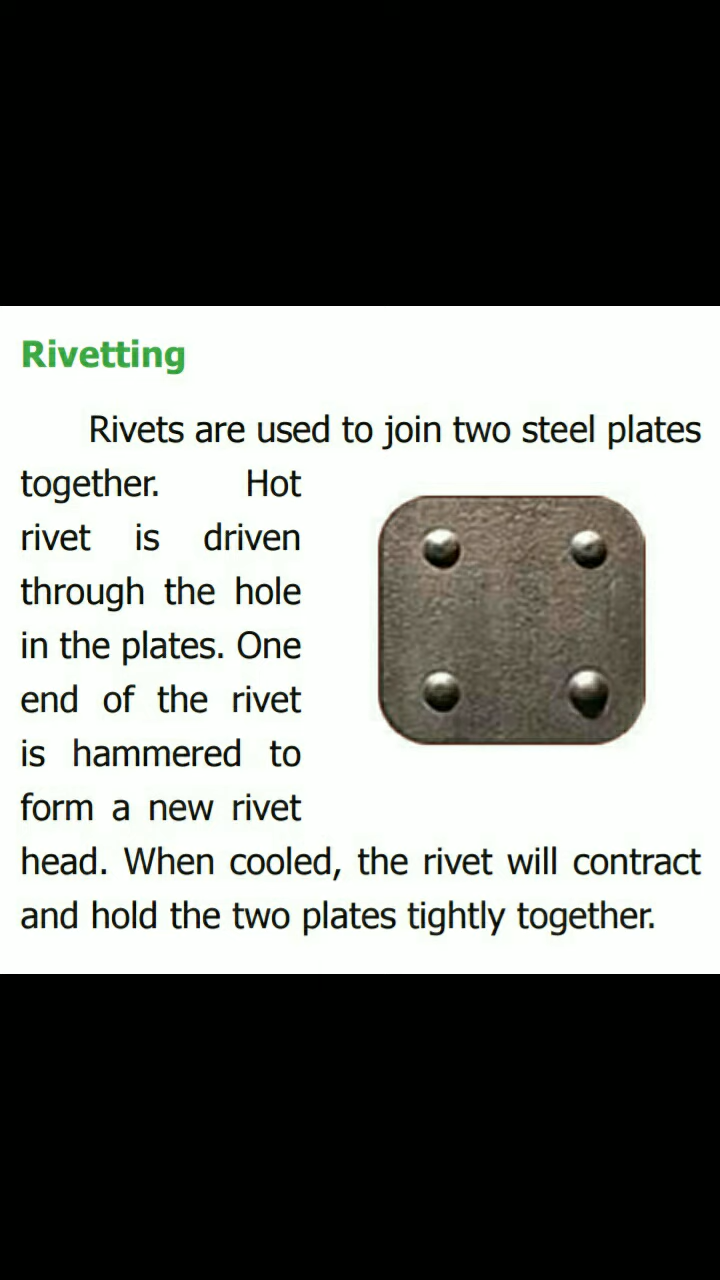 Rivetting
Rivets are used to join two steel plates
together. Hot
rivet is driven
through the hole
in the plates. One
end of the rivet
is hammered to
form a new rivet
head. When cooled, the rivet will contract
and hold the two plates tightly together.